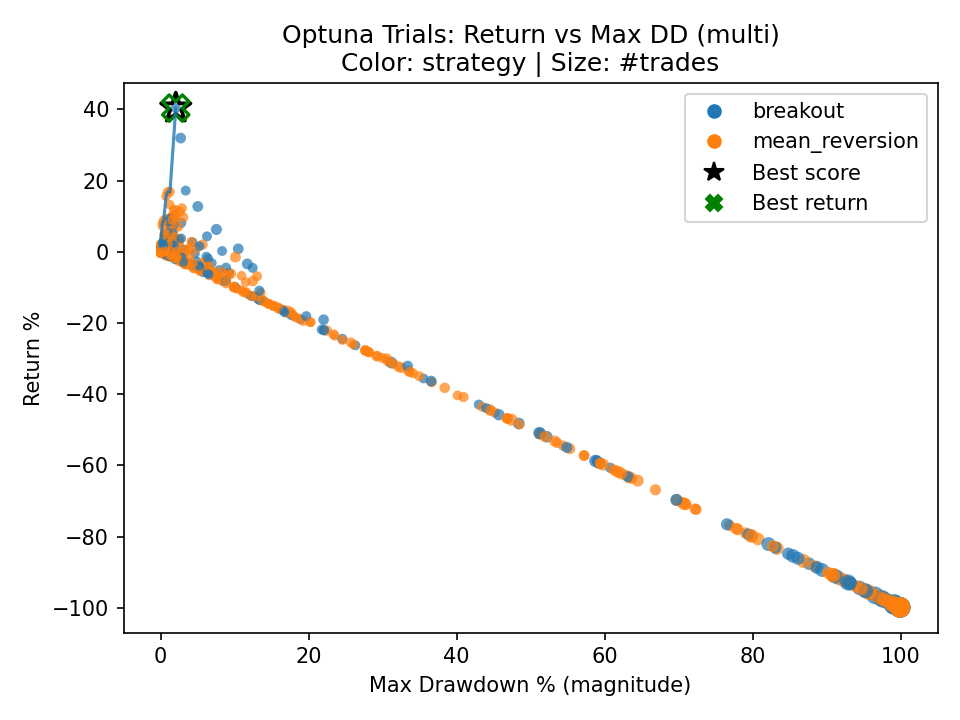 Optuna Trials: Return vs Max DD (multi)
Color: strategy | Size: #trades
breakout
mean_reversion
Best score
Best return
40
20
0
−20
−40
−60
−80
−100
Return %
0
20
40
60
80
100
Max Drawdown % (magnitude)